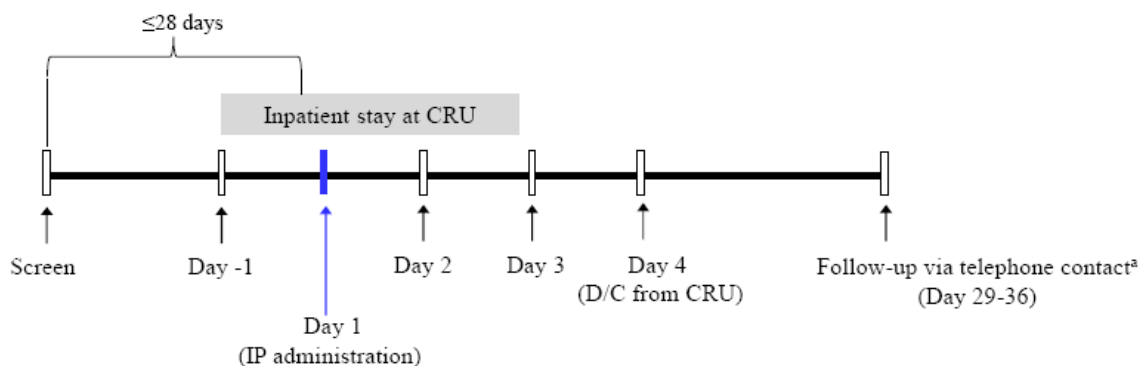 ≤28 days
Inpatient stay at CRU
Screen
Day -1
Day 2
Day 3
Day 4
(D/C from CRU)
Follow-up via telephone contactᵃ
(Day 29-36)
Day 1
(IP administration)